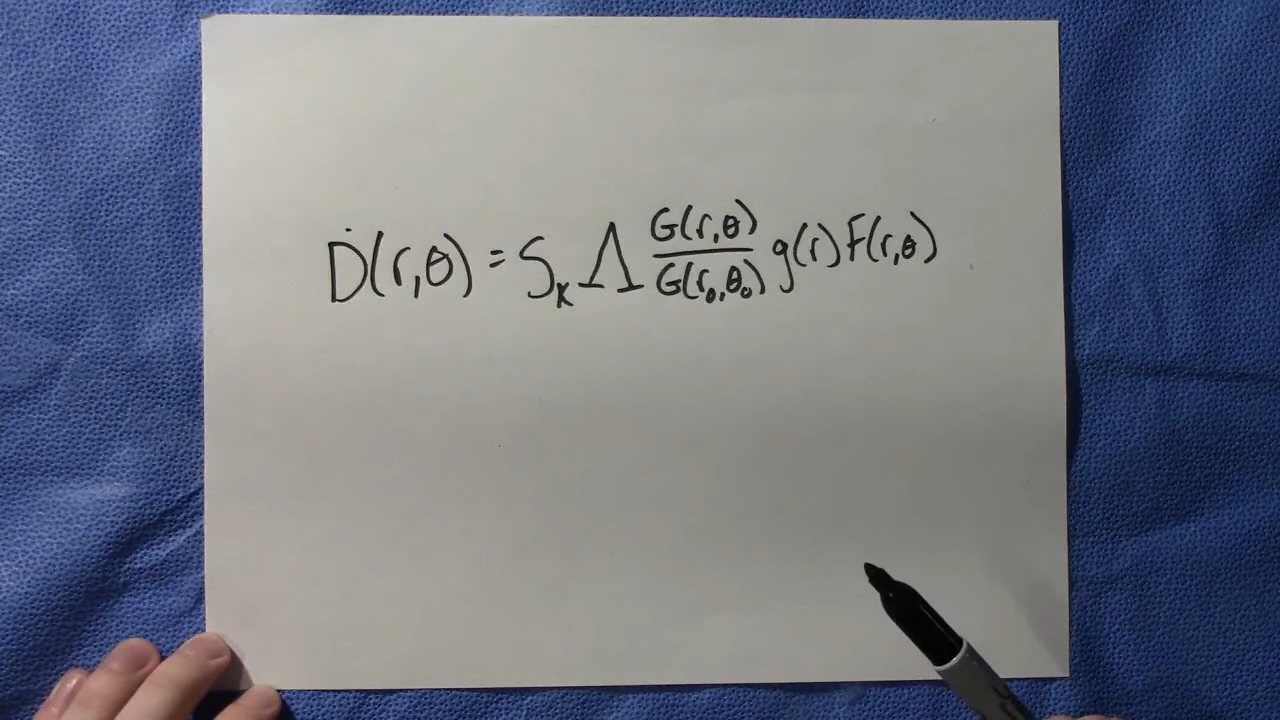 Ḋ(r,θ) = S_K Λ G(r,θ)/G(r₀,θ₀) g(r) F(r,θ)